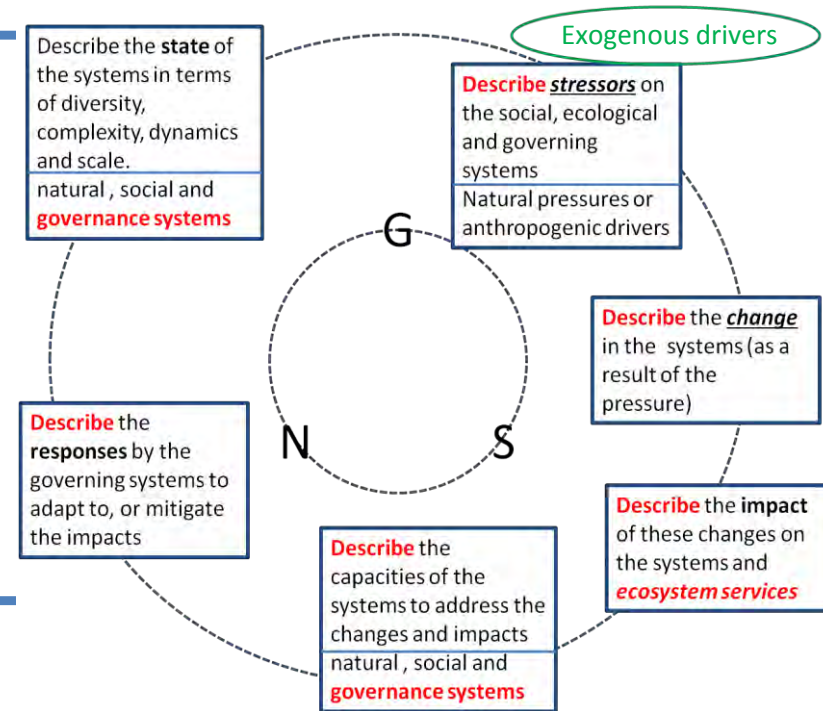 Exogenous drivers
Describe the state of
the systems in terms
of diversity,
complexity, dynamics
and scale.
natural , social and
governance systems
Describe stressors on
the social, ecological
and governing
systems
Natural pressures or
anthropogenic drivers
G
N
S
Describe the change
in the systems (as a
result of the
pressure)
Describe the impact
of these changes on
the systems and
ecosystem services
Describe the
capacities of the
systems to address the
changes and impacts
natural , social and
governance systems
Describe the
responses by the
governing systems to
adapt to, or mitigate
the impacts